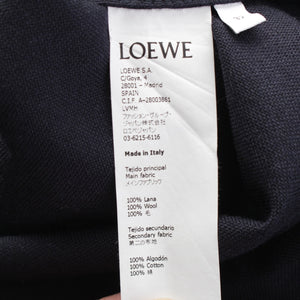 LOEWE
LOEWE S.A.
C/Goya, 4
28001 – Madrid
SPAIN
C.I.F. A-28003861
LVMH
ファッション・グループ・
ジャパン株式会社
ロエベジャパン
03-6215-6116
Made in Italy
Tejido principal
Main fabric
メインファブリック
100% Lana
100% Wool
100% 毛
Tejido secundario
Secondary fabric
第二の布地
100% Algodón
100% Cotton
100% 綿